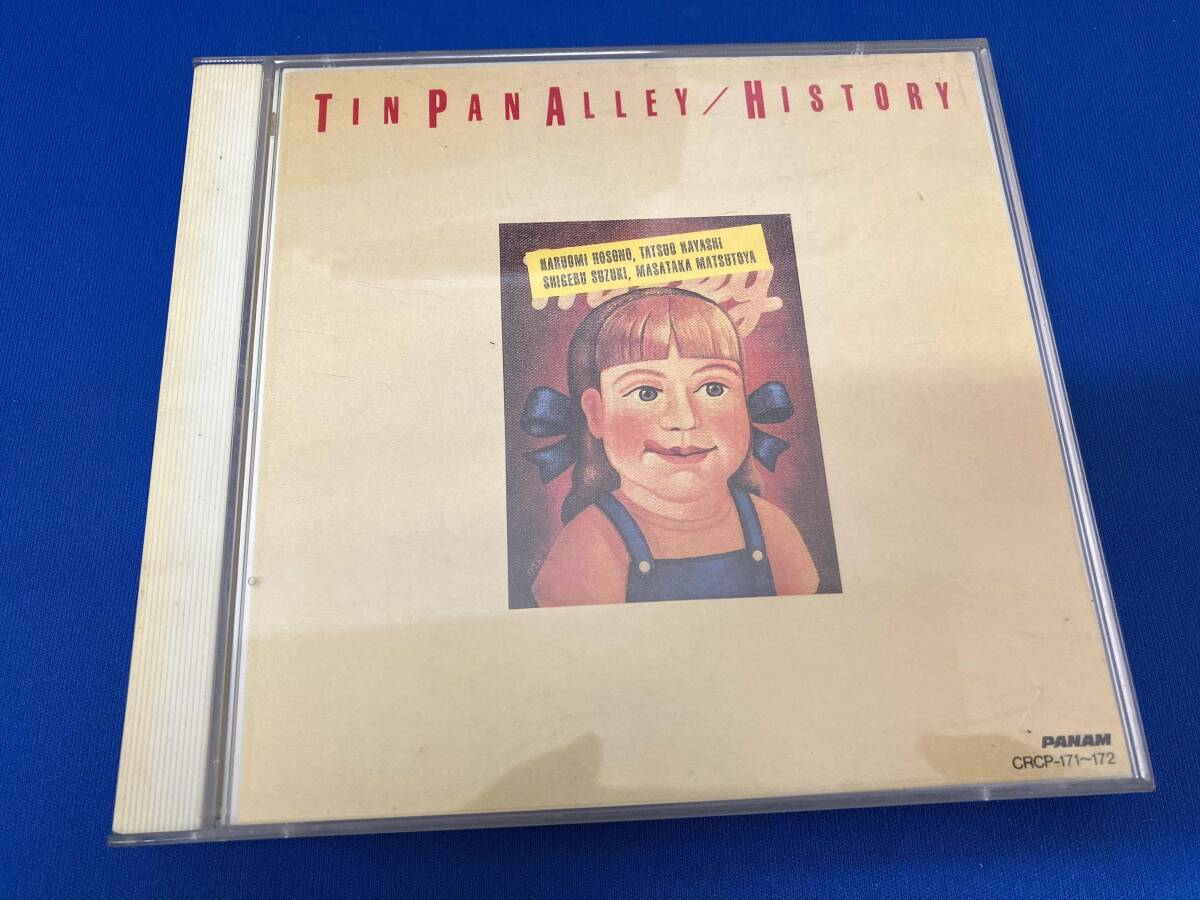 TIN PAN ALLEY / HISTORY
HARUOMI HOSONO, TATSUO HAYASHI
SHIGERU SUZUKI, MASATAKA MATSUTOYA
PANAM
CRCP-171~172